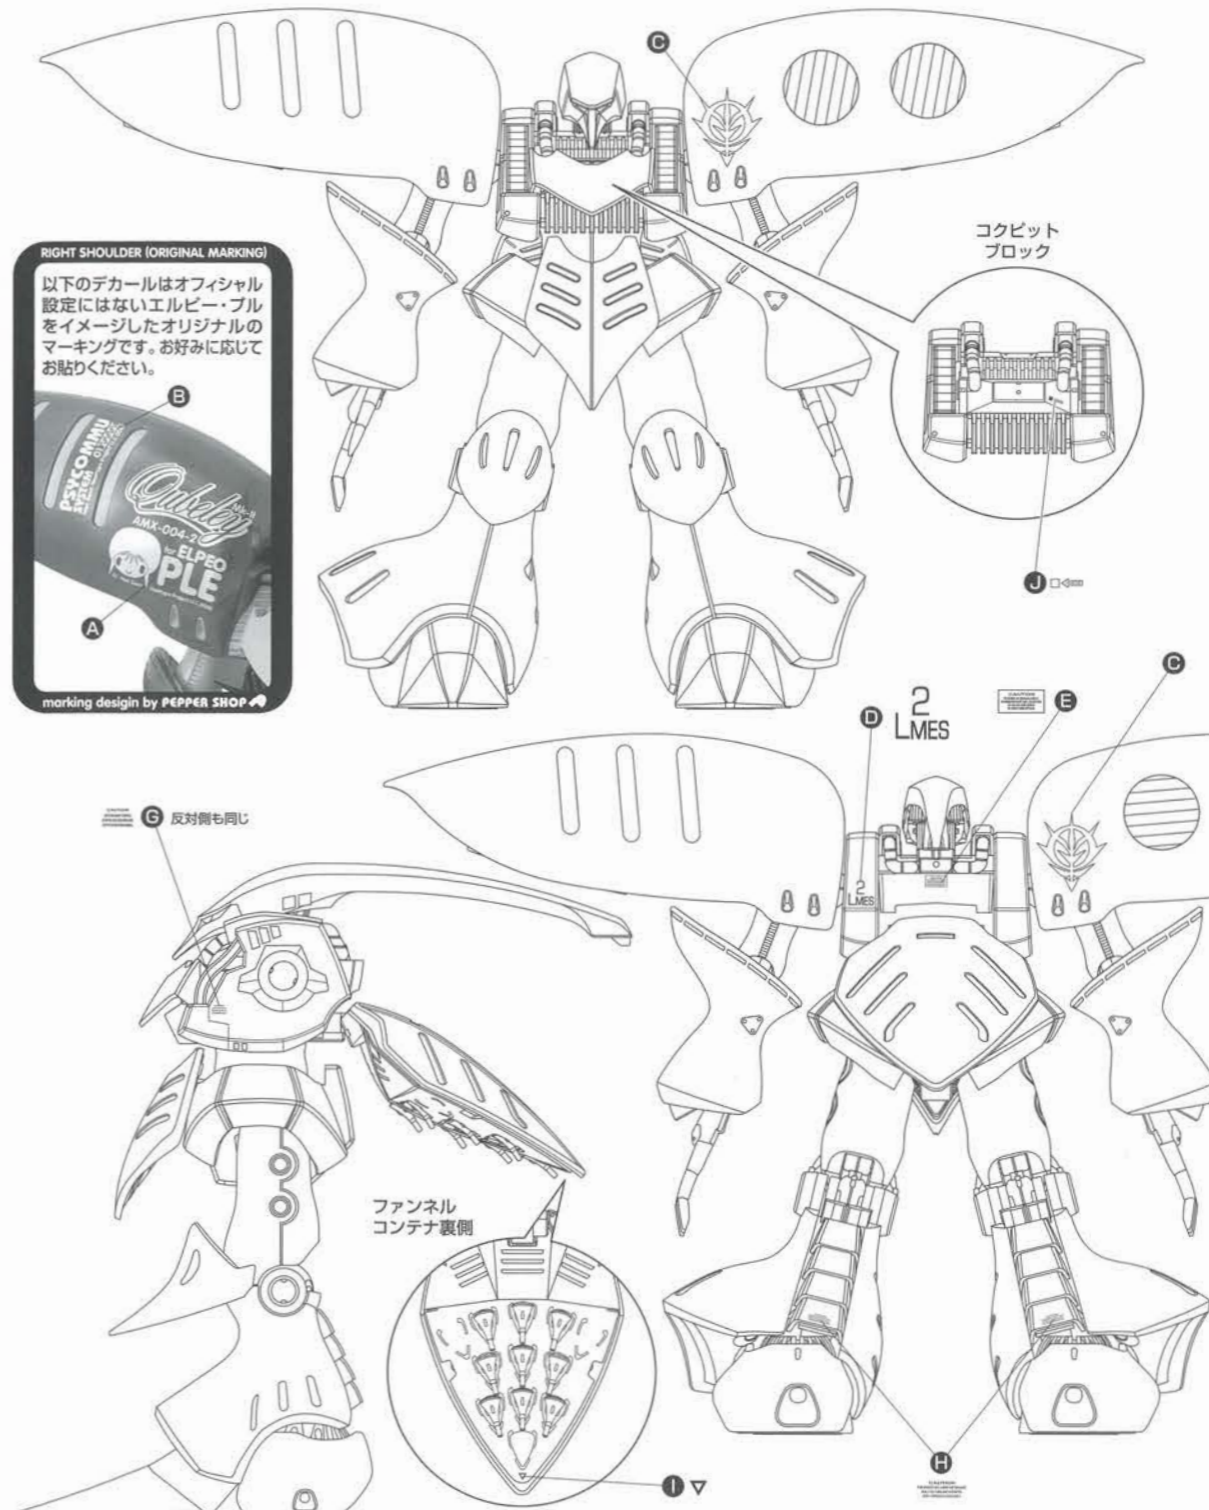 C
コクピット
ブロック
RIGHT SHOULDER (ORIGINAL MARKING)
以下のデカールはオフィシャル
設定にはないエルピー・プル
をイメージしたオリジナルの
マーキングです。お好みに応じて
お貼りください。
B
PSYCOMMU
SYSTEM
Qubeley
Mk-II
AMX-004-2
for ELPEO
PLE
A
marking desigin by PEPPER SHOP
J
C
D
2
LMES
CAUTION
E
G 反対側も同じ
2
LMES
ファンネル
コンテナ裏側
I
H